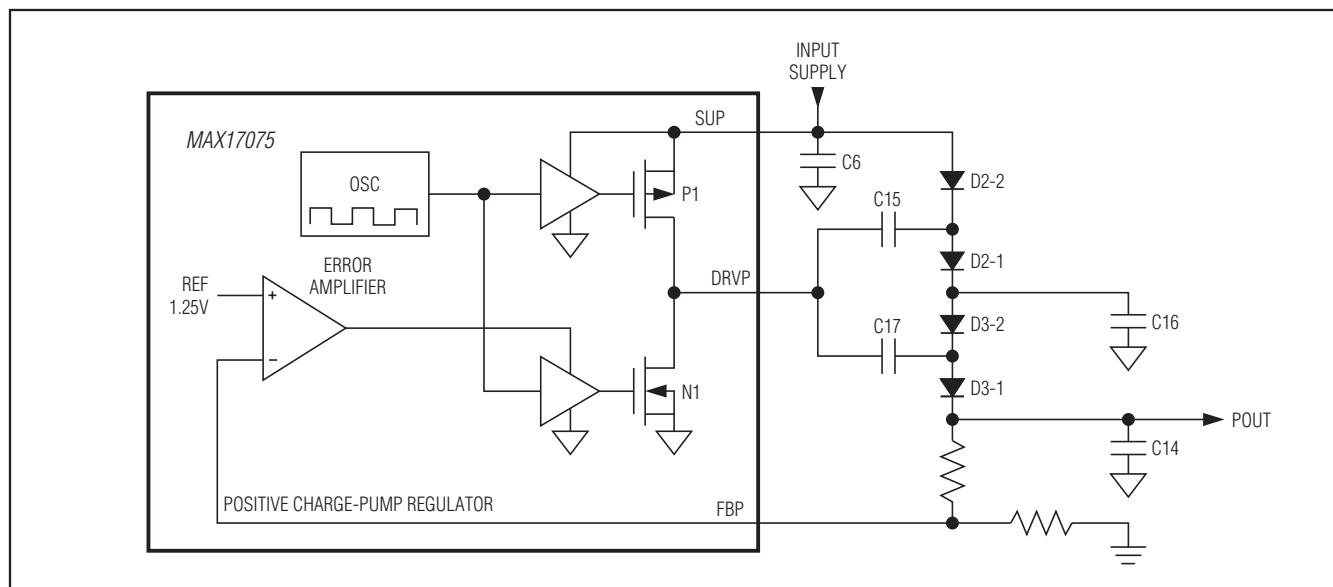 INPUT
SUPPLY
MAX17075
SUP
OSC
P1
C6
D2-2
C15
D2-1
ERROR
AMPLIFIER
REF
1.25V
+
−
DRVP
C17
D3-2
C16
D3-1
N1
POUT
C14
POSITIVE CHARGE-PUMP REGULATOR
FBP